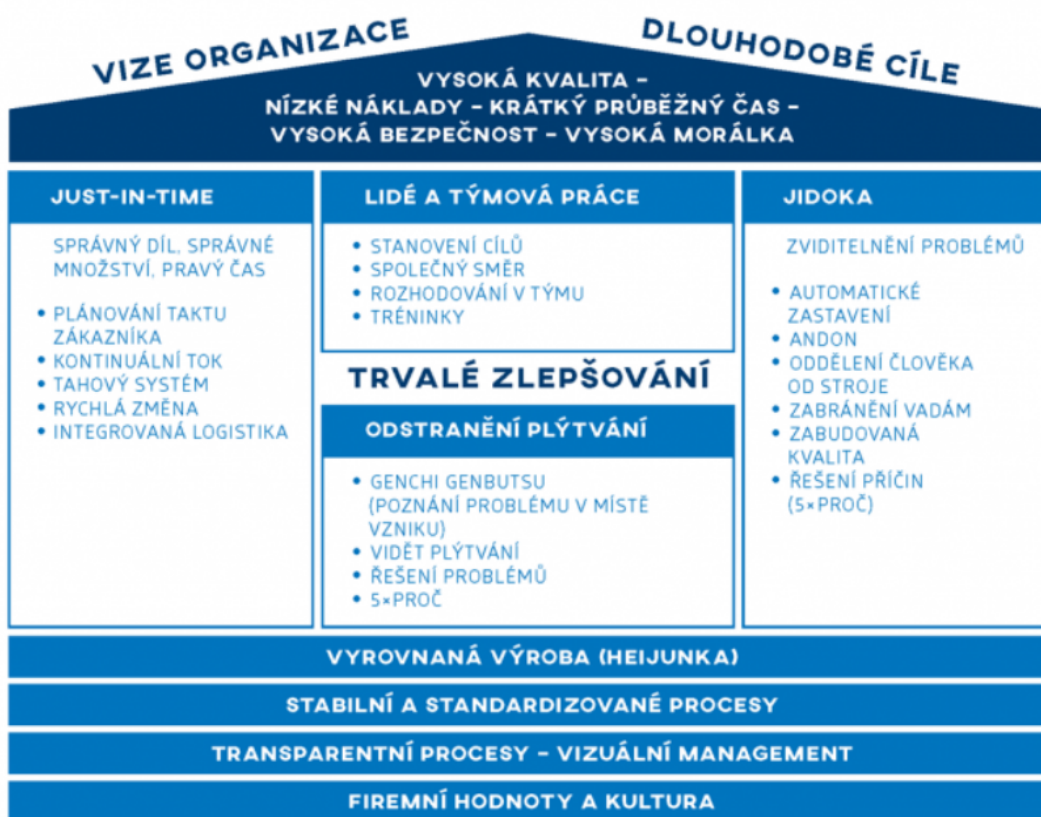 VIZE ORGANIZACE
DLOUHODOBÉ CÍLE
VYSOKÁ KVALITA –
NÍZKÉ NÁKLADY – KRÁTKÝ PRŮBĚŽNÝ ČAS –
VYSOKÁ BEZPEČNOST – VYSOKÁ MORÁLKA
JUST-IN-TIME
SPRÁVNÝ DÍL, SPRÁVNÉ
MNOŽSTVÍ, PRAVÝ ČAS
• PLÁNOVÁNÍ TAKTU
ZÁKAZNÍKA
• KONTINUÁLNÍ TOK
• TAHOVÝ SYSTÉM
• RYCHLÁ ZMĚNA
• INTEGROVANÁ LOGISTIKA
LIDÉ A TÝMOVÁ PRÁCE
• STANOVENÍ CÍLŮ
• SPOLEČNÝ SMĚR
• ROZHODOVÁNÍ V TÝMU
• TRÉNINKY
TRVALÉ ZLEPŠOVÁNÍ
ODSTRANĚNÍ PLÝTVÁNÍ
• GENCHI GENBUTSU
(POZNÁNÍ PROBLÉMU V MÍSTĚ
VZNIKU)
• VIDĚT PLÝTVÁNÍ
• ŘEŠENÍ PROBLÉMŮ
• 5×PROČ
JIDOKA
ZVIDITELNĚNÍ PROBLÉMŮ
• AUTOMATICKÉ
ZASTAVENÍ
• ANDON
• ODDĚLENÍ ČLOVĚKA
OD STROJE
• ZABRÁNĚNÍ VADÁM
• ZABUDOVANÁ
KVALITA
• ŘEŠENÍ PŘÍČIN
(5×PROČ)
VYROVNANÁ VÝROBA (HEIJUNKA)
STABILNÍ A STANDARDIZOVANÉ PROCESY
TRANSPARENTNÍ PROCESY – VIZUÁLNÍ MANAGEMENT
FIREMNÍ HODNOTY A KULTURA